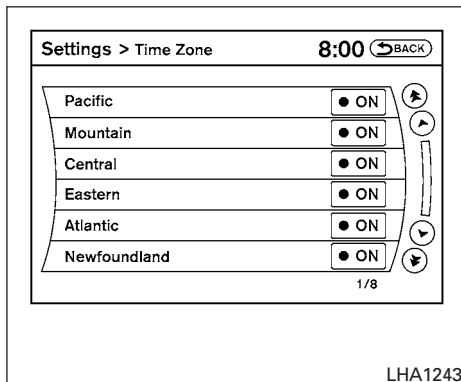 Settings > Time Zone 8:00 BACK
Pacific ● ON
Mountain ● ON
Central ● ON
Eastern ● ON
Atlantic ● ON
Newfoundland ● ON
1/8
LHA1243